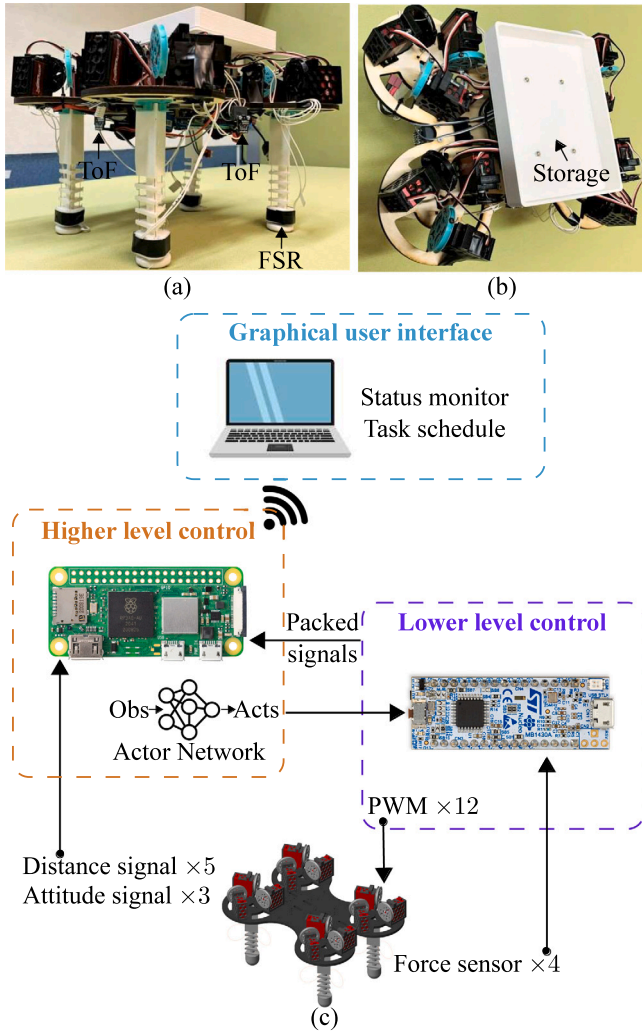 ToF
ToF
FSR
Storage
(a)
(b)
Graphical user interface
Status monitor
Task schedule
Higher level control
Packed
signals
Lower level control
Obs
Acts
Actor Network
MB1430A
PWM ×12
Distance signal ×5
Attitude signal ×3
Force sensor ×4
(c)